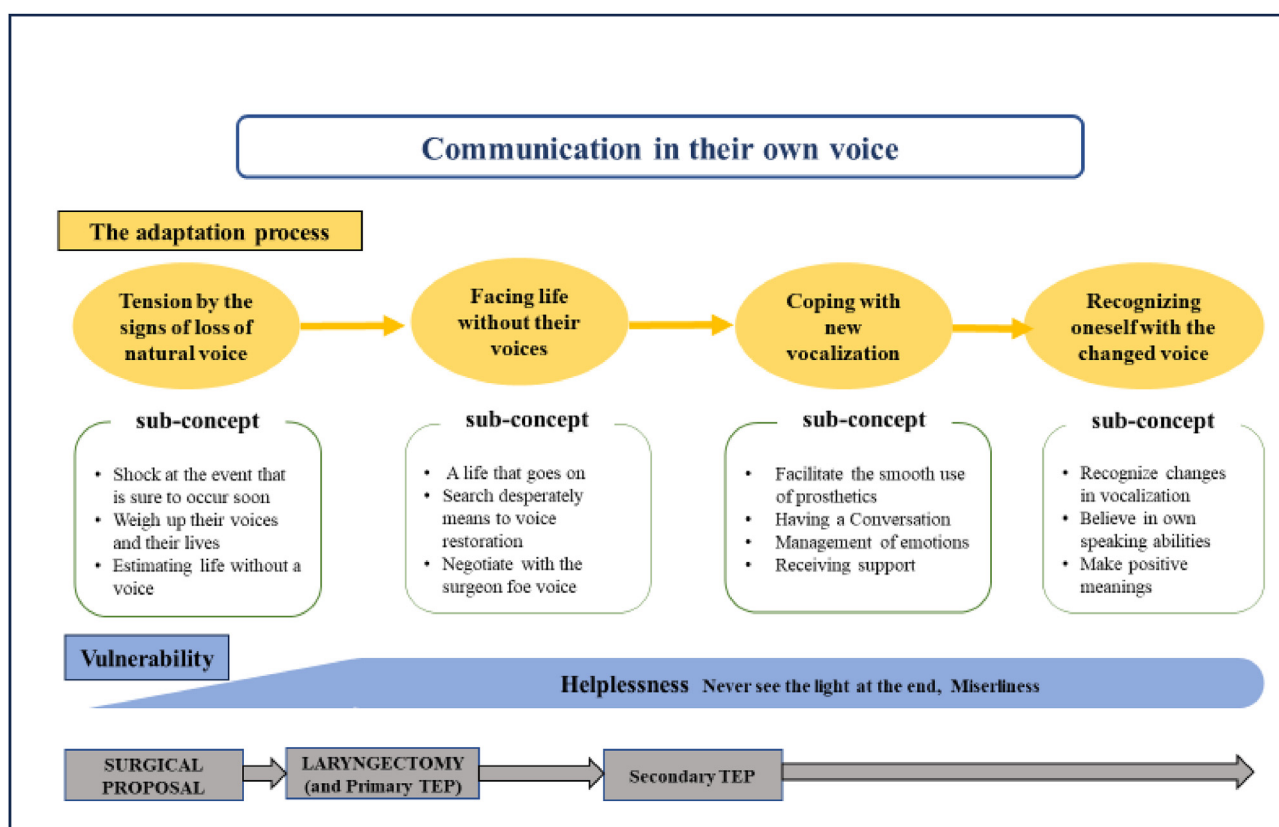 Communication in their own voice
The adaptation process
Tension by the
signs of loss of
natural voice
Facing life
without their
voices
Coping with
new
vocalization
Recognizing
oneself with the
changed voice
sub-concept
• Shock at the event that
is sure to occur soon
• Weigh up their voices
and their lives
• Estimating life without a
voice
sub-concept
• A life that goes on
• Search desperately
means to voice
restoration
• Negotiate with the
surgeon foe voice
sub-concept
• Facilitate the smooth use
of prosthetics
• Having a Conversation
• Management of emotions
• Receiving support
sub-concept
• Recognize changes
in vocalization
• Believe in own
speaking abilities
• Make positive
meanings
Vulnerability
Helplessness Never see the light at the end, Miserliness
SURGICAL
PROPOSAL
LARYNGECTOMY
(and Primary TEP)
Secondary TEP